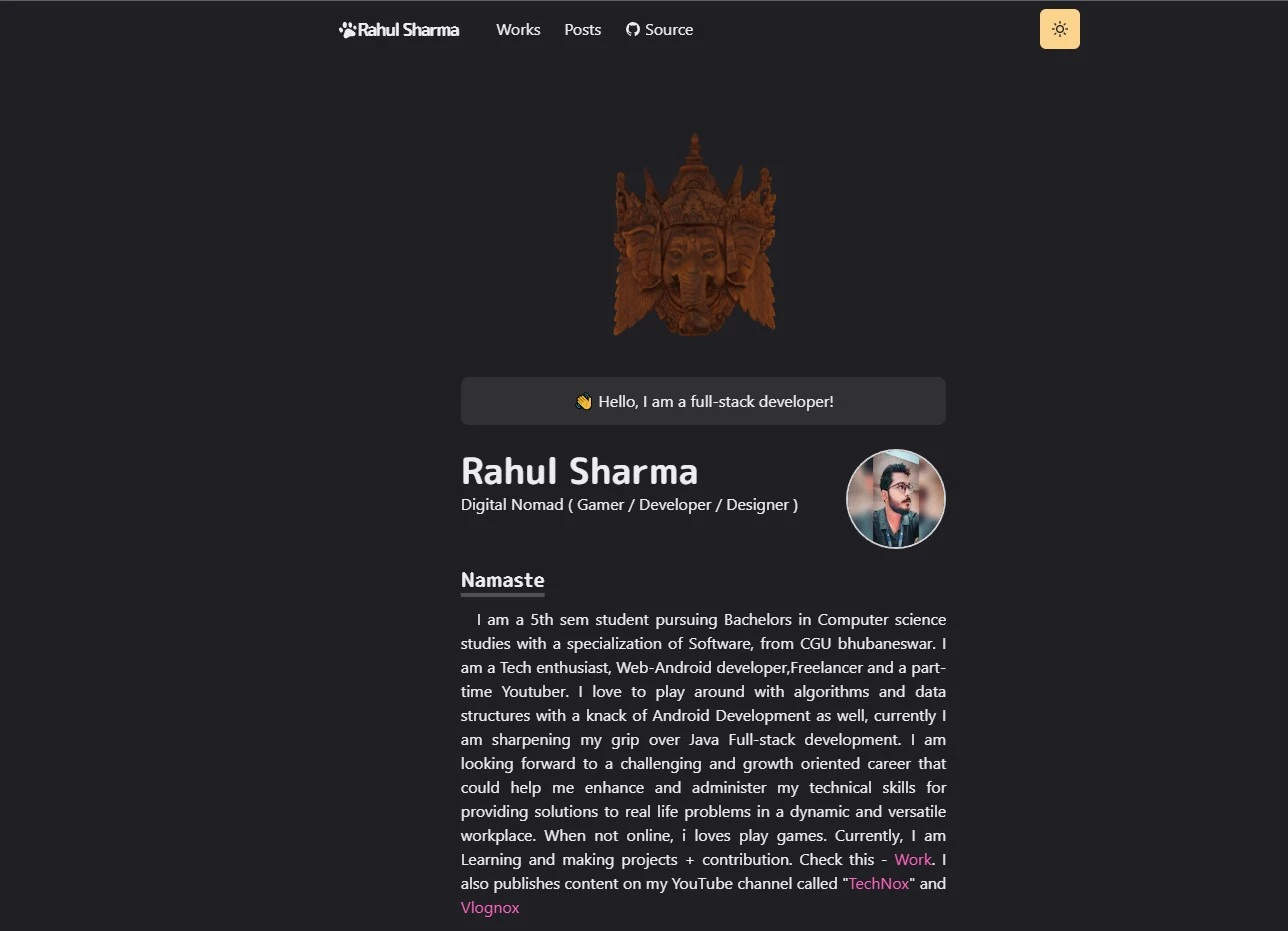 Rahul Sharma Works Posts Source
👋 Hello, I am a full-stack developer!
Rahul Sharma
Digital Nomad ( Gamer / Developer / Designer )
Namaste
I am a 5th sem student pursuing Bachelors in Computer science
studies with a specialization of Software, from CGU bhubaneswar. I
am a Tech enthusiast, Web-Android developer,Freelancer and a part-
time Youtuber. I love to play around with algorithms and data
structures with a knack of Android Development as well, currently I
am sharpening my grip over Java Full-stack development. I am
looking forward to a challenging and growth oriented career that
could help me enhance and administer my technical skills for
providing solutions to real life problems in a dynamic and versatile
workplace. When not online, i loves play games. Currently, I am
Learning and making projects + contribution. Check this - Work. I
also publishes content on my YouTube channel called "TechNox" and
Vlognox